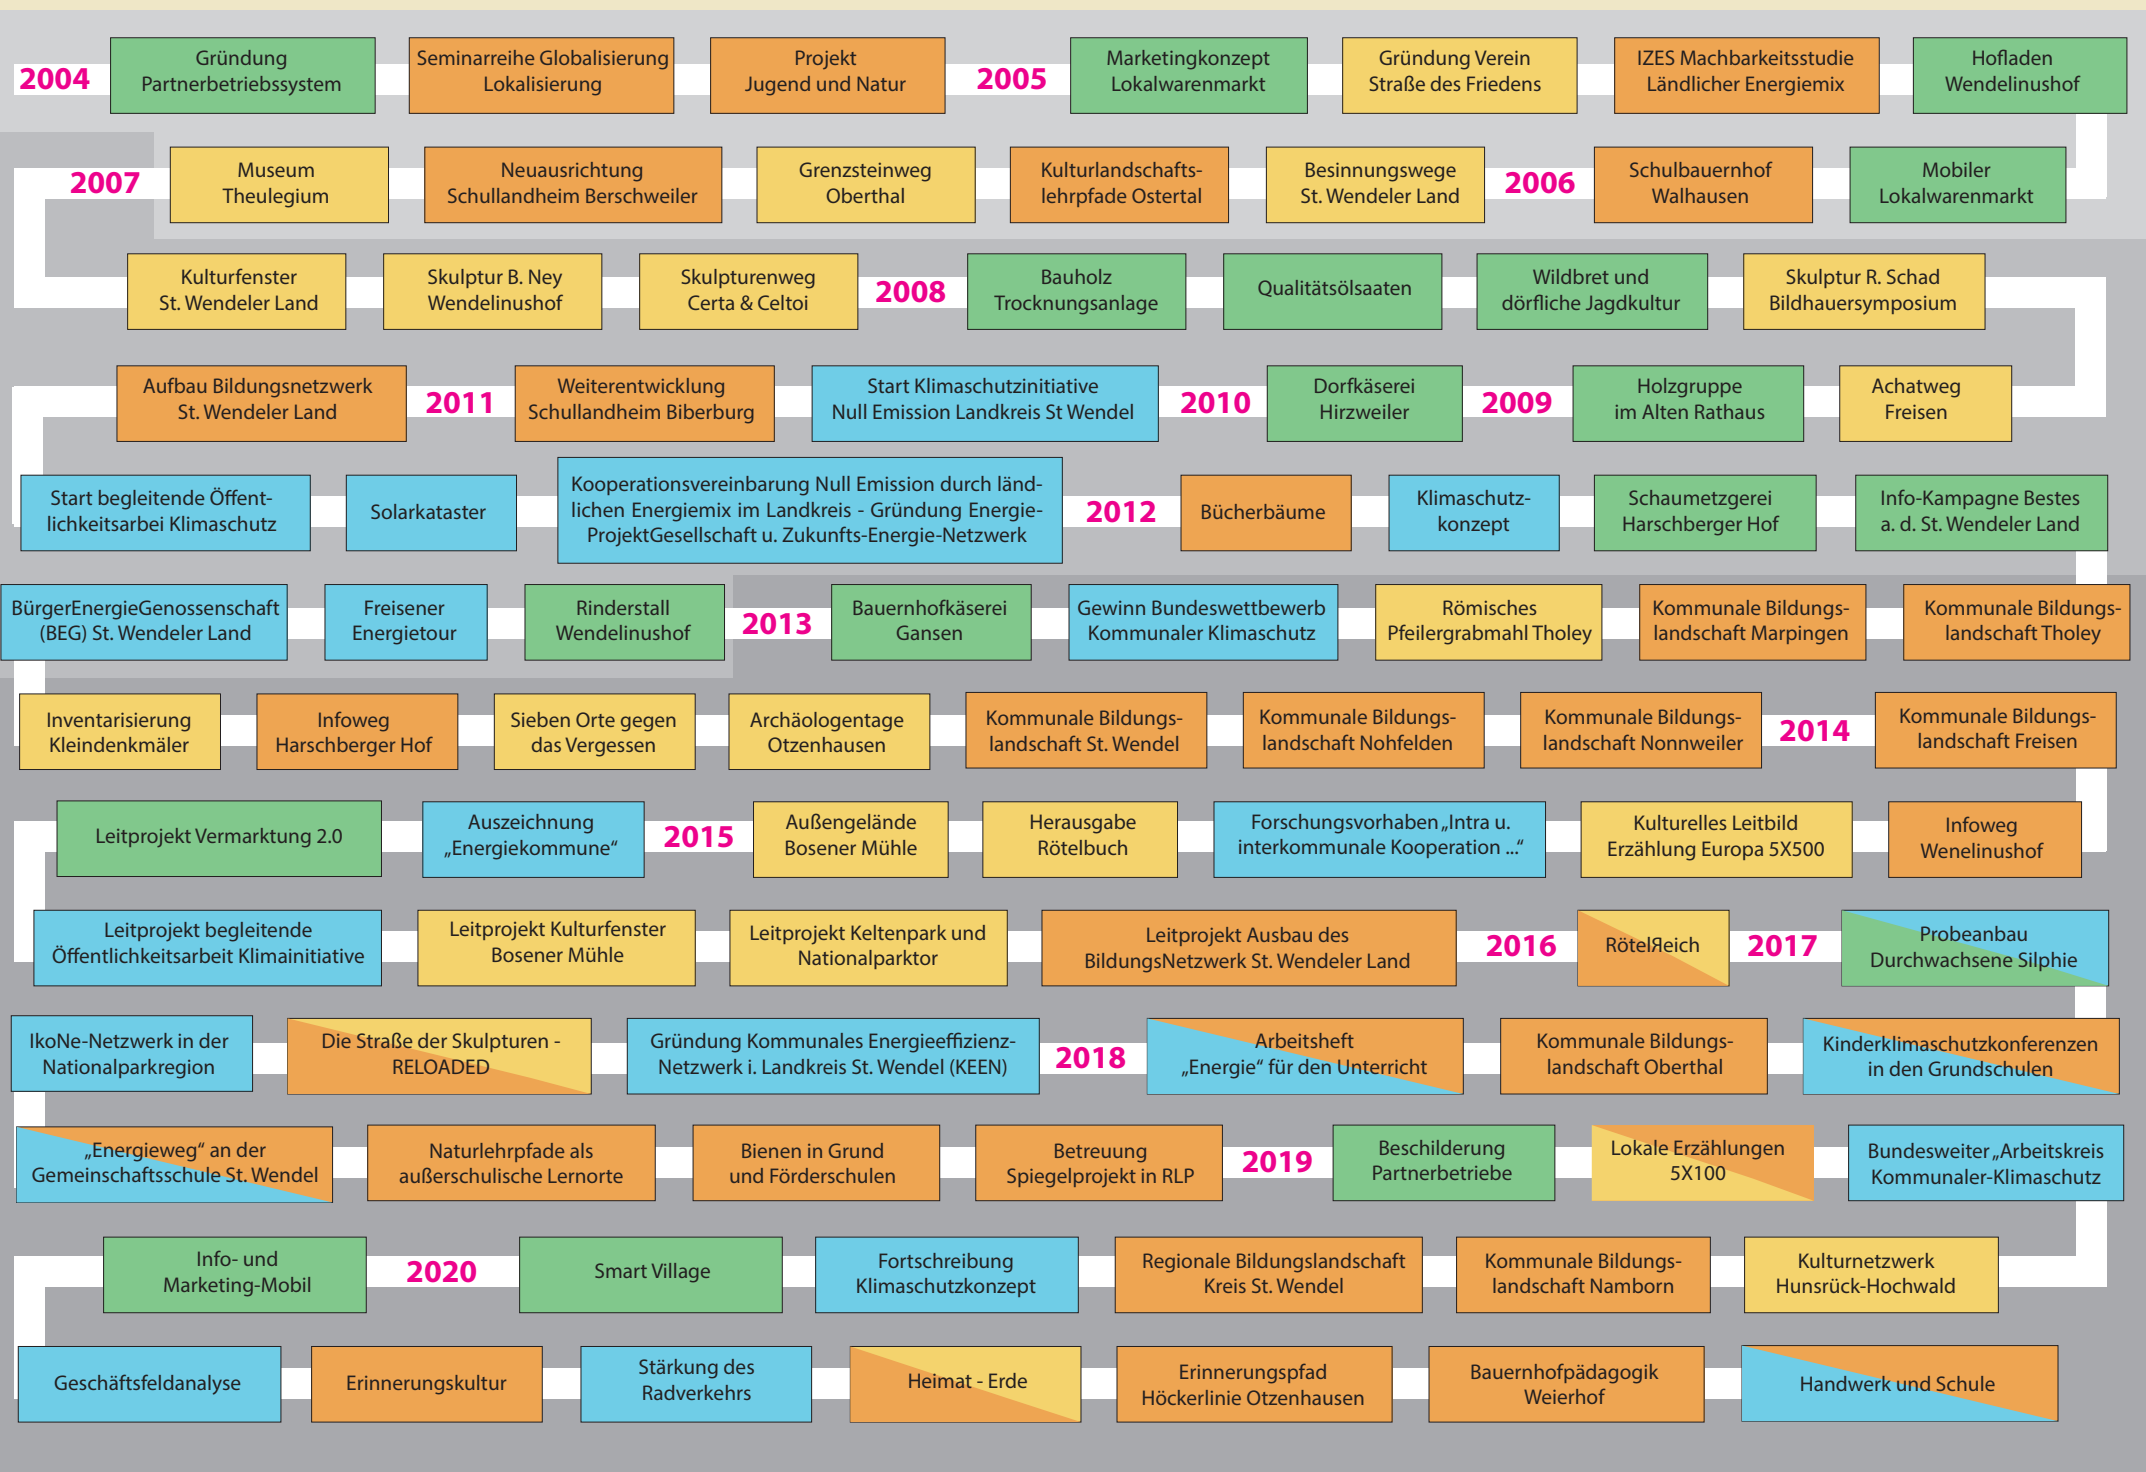 2004
Gründung
Partnerbetriebssystem
Seminarreihe Globalisierung
Lokalisierung
Projekt
Jugend und Natur
2005
Marketingkonzept
Lokalwarenmarkt
Gründung Verein
Straße des Friedens
IZES Machbarkeitsstudie
Ländlicher Energiemix
Hofladen
Wendelinushof
2007
Museum
Theulegium
Neuausrichtung
Schullandheim Berschweiler
Grenzsteinweg
Oberthal
Kulturlandschafts-
lehrpfade Ostertal
Besinnungswege
St. Wendeler Land
2006
Schulbauernhof
Walhausen
Mobiler
Lokalwarenmarkt
Kulturfenster
St. Wendeler Land
Skulptur B. Ney
Wendelinushof
Skulpturenweg
Certa & Celtoi
2008
Bauholz
Trocknungsanlage
Qualitätsölsaaten
Wildbret und
dörfliche Jagdkultur
Skulptur R. Schad
Bildhauersymposium
Aufbau Bildungsnetzwerk
St. Wendeler Land
2011
Weiterentwicklung
Schullandheim Biberburg
Start Klimaschutzinitiative
Null Emission Landkreis St Wendel
2010
Dorfkäserei
Hirzweiler
2009
Holzgruppe
im Alten Rathaus
Achatweg
Freisen
Start begleitende Öffent-
lichkeitsarbei Klimaschutz
Solarkataster
Kooperationsvereinbarung Null Emission durch länd-
lichen Energiemix im Landkreis - Gründung Energie-
ProjektGesellschaft u. Zukunfts-Energie-Netzwerk
2012
Bücherbäume
Klimaschutz-
konzept
Schaumetzgerei
Harschberger Hof
Info-Kampagne Bestes
a. d. St. Wendeler Land
BürgerEnergieGenossenschaft
(BEG) St. Wendeler Land
Freisener
Energietour
Rinderstall
Wendelinushof
2013
Bauernhofkäserei
Gansen
Gewinn Bundeswettbewerb
Kommunaler Klimaschutz
Römisches
Pfeilergrabmahl Tholey
Kommunale Bildungs-
landschaft Marpingen
Kommunale Bildungs-
landschaft Tholey
Inventarisierung
Kleindenkmäler
Infoweg
Harschberger Hof
Sieben Orte gegen
das Vergessen
Archäologentage
Otzenhausen
Kommunale Bildungs-
landschaft St. Wendel
Kommunale Bildungs-
landschaft Nohfelden
Kommunale Bildungs-
landschaft Nonnweiler
2014
Kommunale Bildungs-
landschaft Freisen
Leitprojekt Vermarktung 2.0
Auszeichnung
„Energiekommune“
2015
Außengelände
Bosener Mühle
Herausgabe
Rötelbuch
Forschungsvorhaben „Intra u.
interkommunale Kooperation ...“
Kulturelles Leitbild
Erzählung Europa 5X500
Infoweg
Wenelinushof
Leitprojekt begleitende
Öffentlichkeitsarbeit Klimainitiative
Leitprojekt Kulturfenster
Bosener Mühle
Leitprojekt Keltenpark und
Nationalparktor
Leitprojekt Ausbau des
BildungsNetzwerk St. Wendeler Land
2016
RötelЯeich
2017
Probeanbau
Durchwachsene Silphie
IkoNe-Netzwerk in der
Nationalparkregion
Die Straße der Skulpturen -
RELOADED
Gründung Kommunales Energieeffizienz-
Netzwerk i. Landkreis St. Wendel (KEEN)
2018
Arbeitsheft
„Energie“ für den Unterricht
Kommunale Bildungs-
landschaft Oberthal
Kinderklimaschutzkonferenzen
in den Grundschulen
„Energieweg“ an der
Gemeinschaftsschule St. Wendel
Naturlehrpfade als
außerschulische Lernorte
Bienen in Grund
und Förderschulen
Betreuung
Spiegelprojekt in RLP
2019
Beschilderung
Partnerbetriebe
Lokale Erzählungen
5X100
Bundesweiter „Arbeitskreis
Kommunaler-Klimaschutz
Info- und
Marketing-Mobil
2020
Smart Village
Fortschreibung
Klimaschutzkonzept
Regionale Bildungslandschaft
Kreis St. Wendel
Kommunale Bildungs-
landschaft Namborn
Kulturnetzwerk
Hunsrück-Hochwald
Geschäftsfeldanalyse
Erinnerungskultur
Stärkung des
Radverkehrs
Heimat - Erde
Erinnerungspfad
Höckerlinie Otzenhausen
Bauernhofpädagogik
Weierhof
Handwerk und Schule